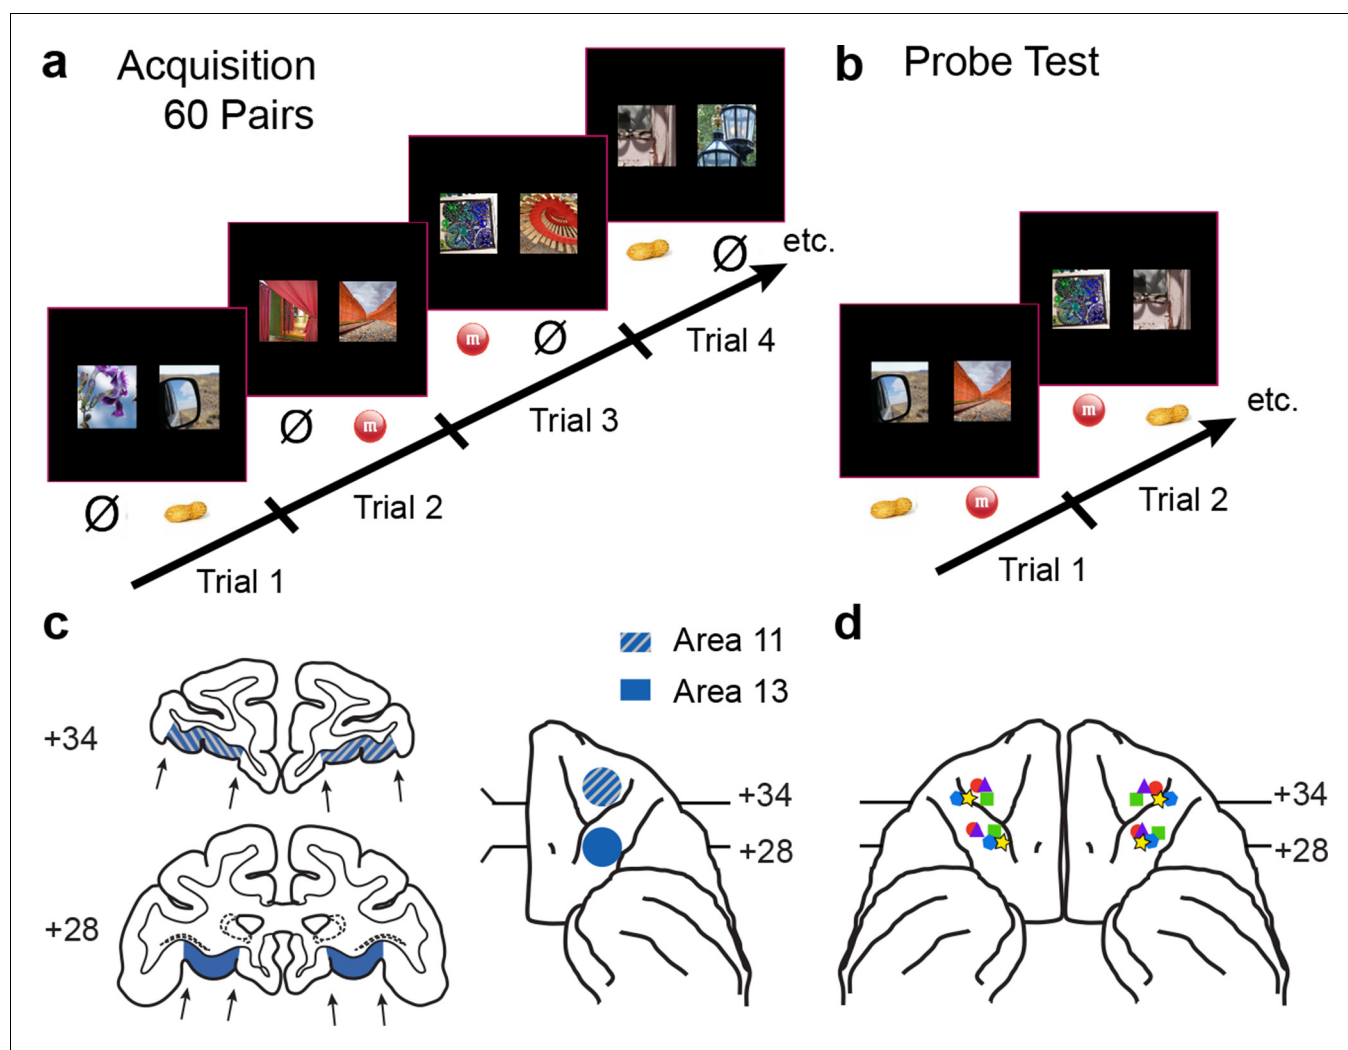 a
Acquisition
60 Pairs
etc.
m
Ø
Ø
m
Ø
Ø
Trial 4
Trial 3
Trial 2
Trial 1
b
Probe Test
m
etc.
m
Trial 2
Trial 1
c
Area 11
Area 13
+34
+28
+34
+28
d
+34
+28